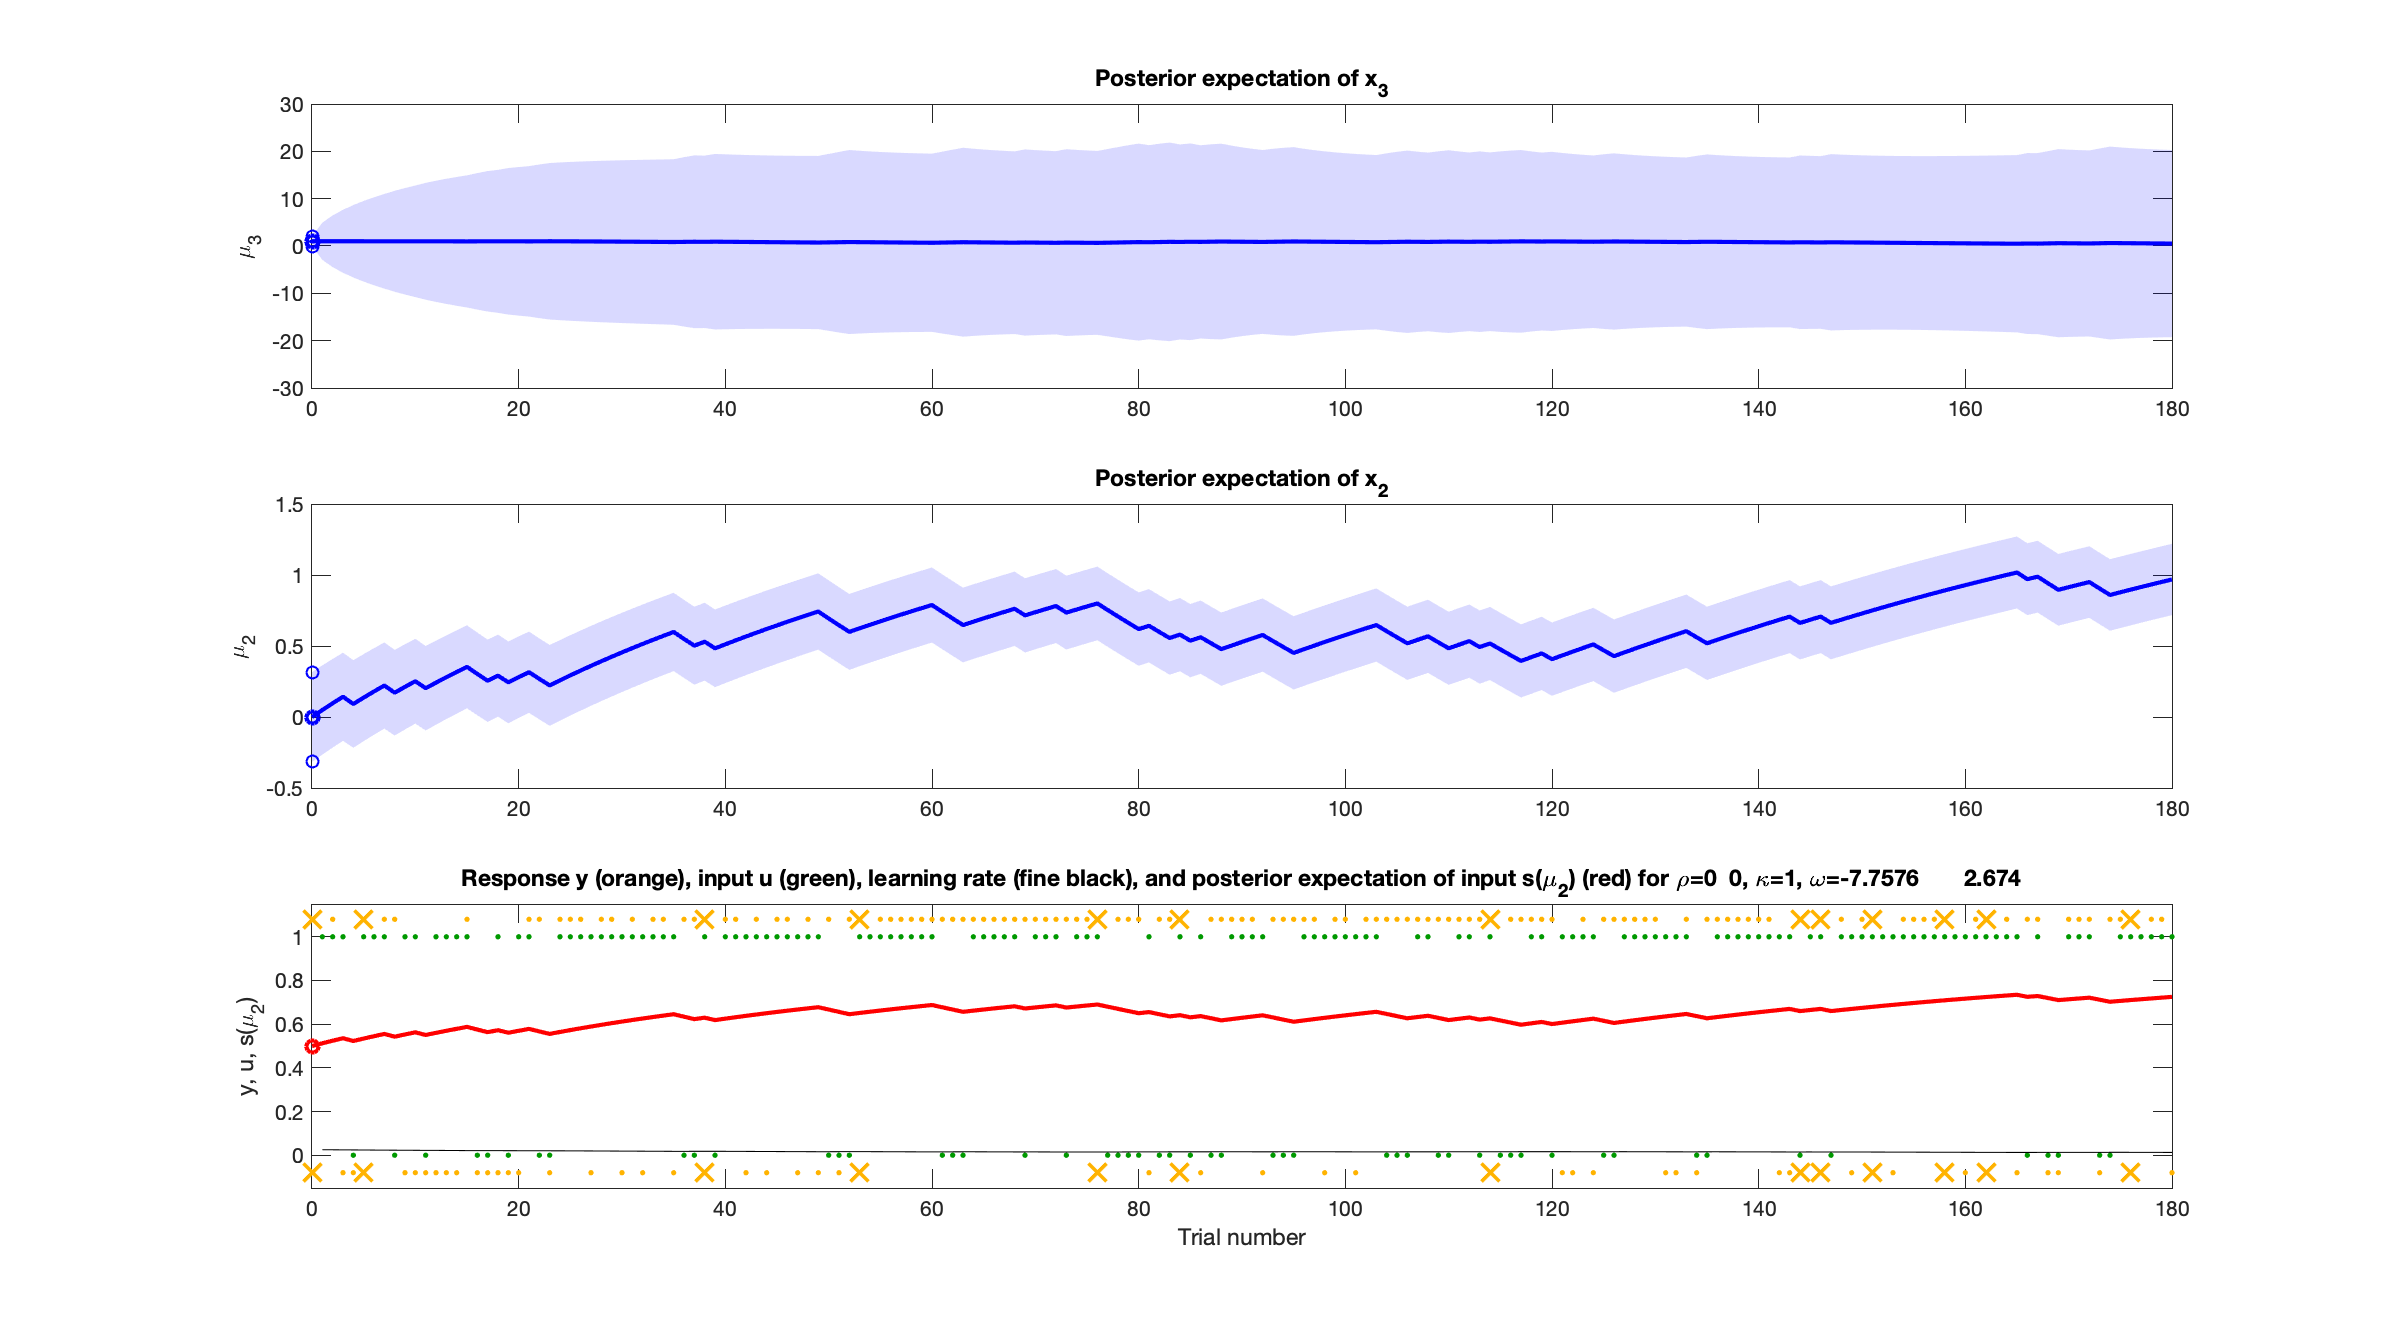 Posterior expectation of x3
30
20
10
0
-10
-20
-30
μ3
0 20 40 60 80 100 120 140 160 180
Posterior expectation of x2
1.5
1
0.5
0
-0.5
μ2
0 20 40 60 80 100 120 140 160 180
Response y (orange), input u (green), learning rate (fine black), and posterior expectation of input s(μ2) (red) for ρ=0 0, κ=1, ω=-7.7576 2.674
1
0.8
0.6
0.4
0.2
0
y, u, s(μ2)
0 20 40 60 80 100 120 140 160 180
Trial number